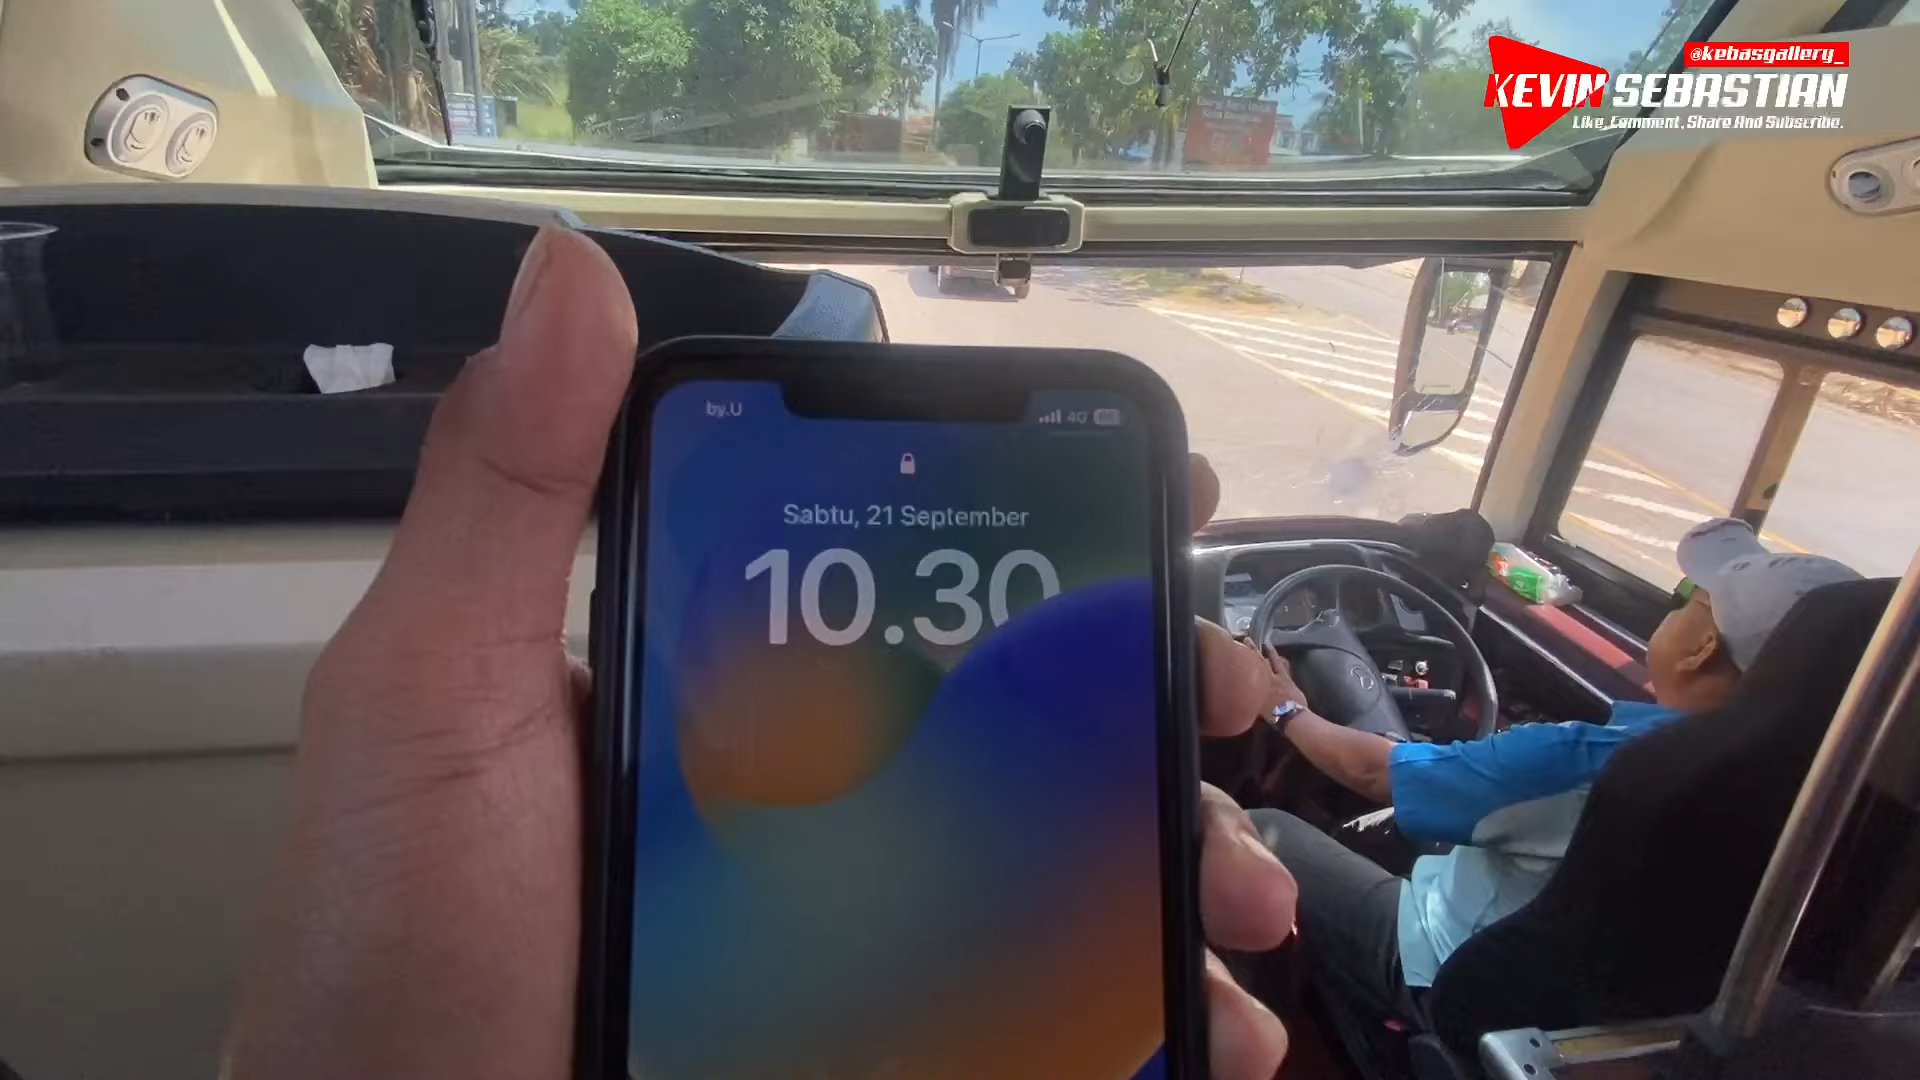 @kebasgallery_
KEVIN SEBASTIAN
Like, Comment, Share And Subscribe.
by.U
4G
Sabtu, 21 September
10.30